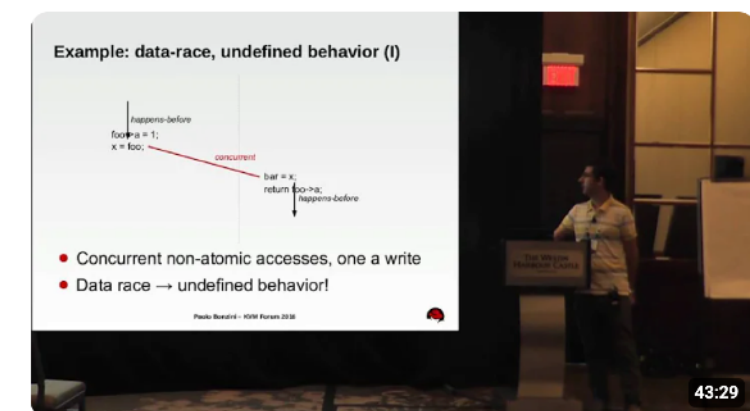 Example: data-race, undefined behavior (I)
happens-before
foo->a = 1;
x = foo;
concurrent
bar = x;
return foo->a;
happens-before
Concurrent non-atomic accesses, one a write
Data race → undefined behavior!
Paolo Bonzini – KVM Forum 2016
43:29